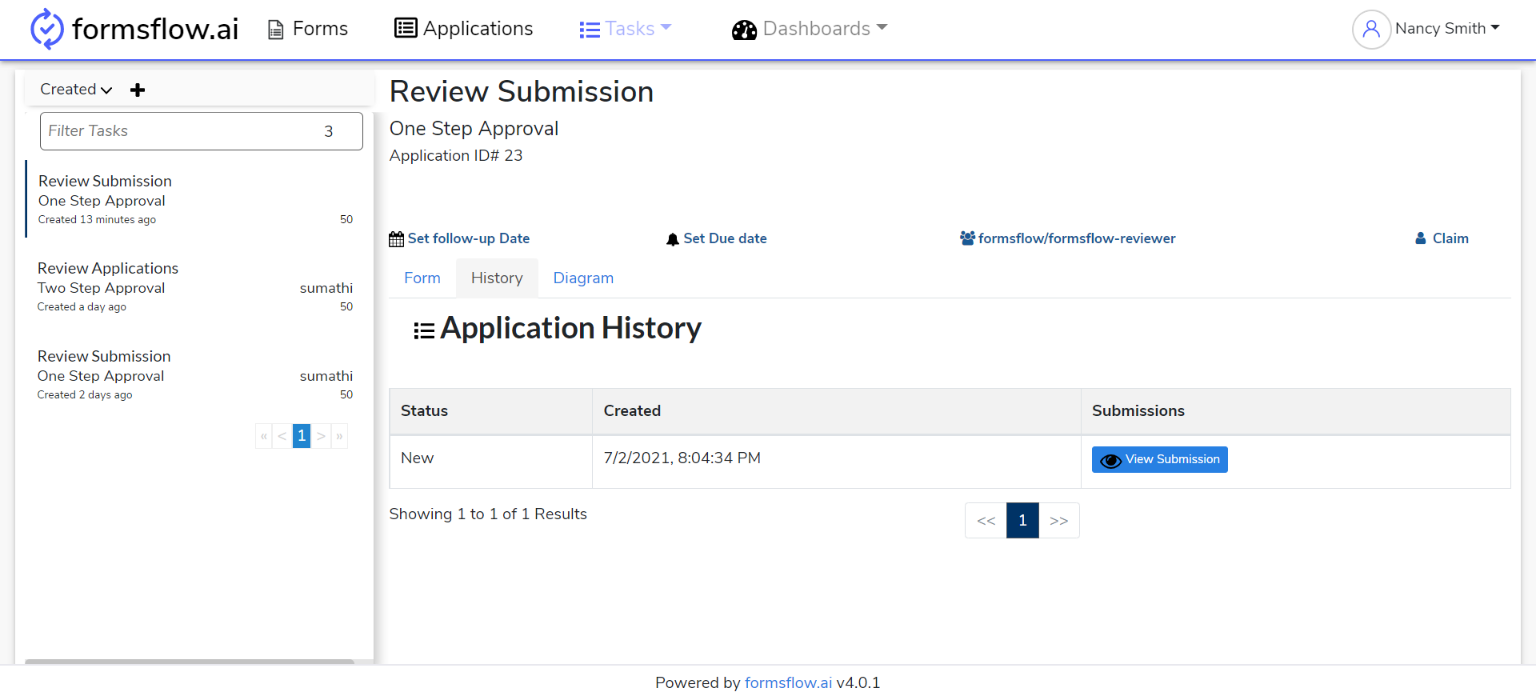 formsflow.ai Forms Applications Tasks Dashboards Nancy Smith
Created
Filter Tasks 3
Review Submission
One Step Approval
Created 13 minutes ago 50
Review Applications
Two Step Approval sumathi
Created a day ago 50
Review Submission
One Step Approval sumathi
Created 2 days ago 50
« < 1 > »
Review Submission
One Step Approval
Application ID# 23
Set follow-up Date Set Due date formsflow/formsflow-reviewer Claim
Form History Diagram
Application History
Status Created Submissions
New 7/2/2021, 8:04:34 PM View Submission
Showing 1 to 1 of 1 Results << 1 >>
Powered by formsflow.ai v4.0.1